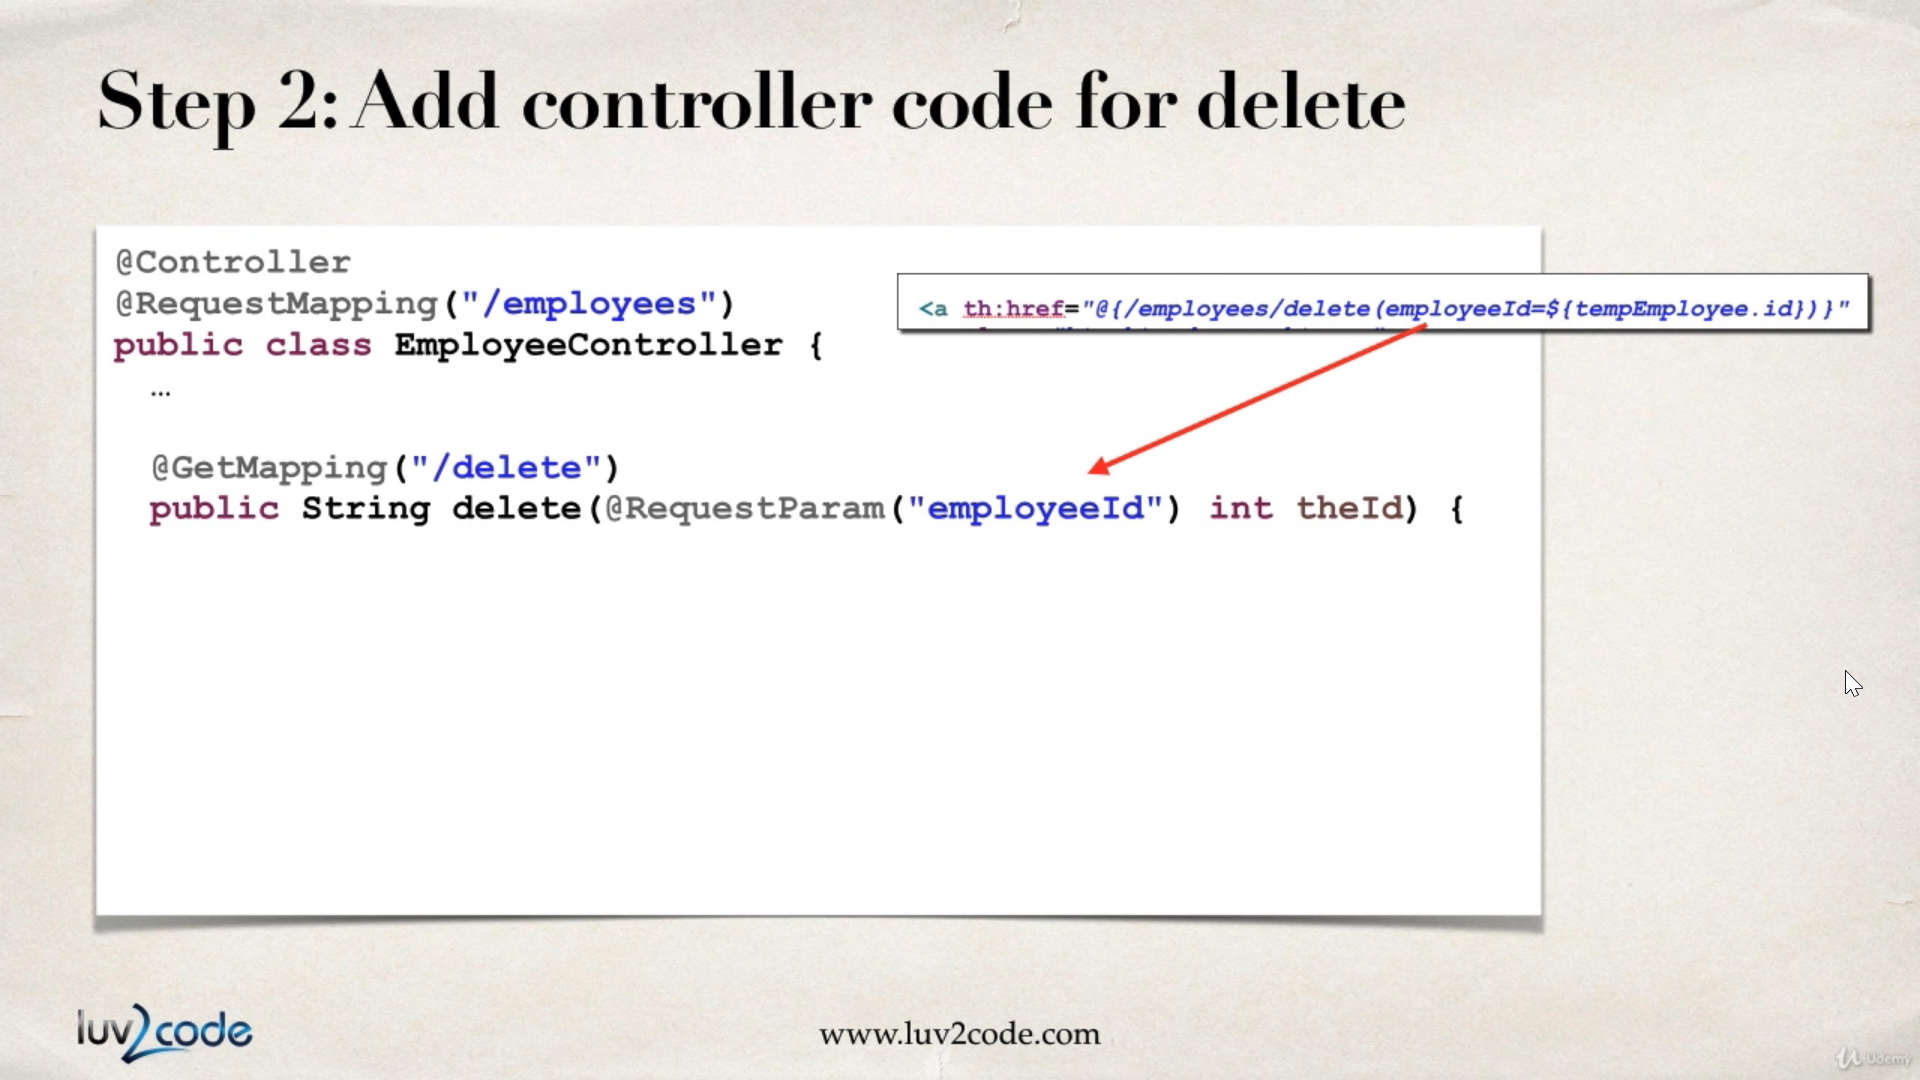 Step 2: Add controller code for delete
@Controller
@RequestMapping("/employees")
<a th:href="@{/employees/delete(employeeId=${tempEmployee.id})}"
public class EmployeeController {
…
@GetMapping("/delete")
public String delete(@RequestParam("employeeId") int theId) {
luv2code
www.luv2code.com
Udemy